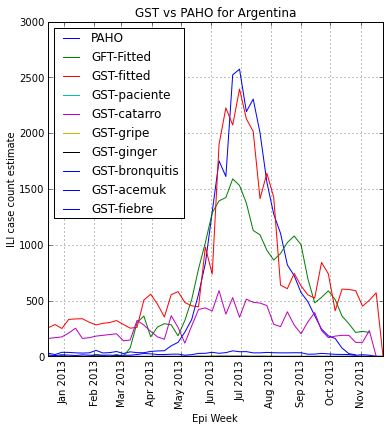 GST vs PAHO for Argentina
3000
2500
2000
1500
1000
500
0
ILI case count estimate
PAHO
GFT-Fitted
GST-fitted
GST-paciente
GST-catarro
GST-gripe
GST-ginger
GST-bronquitis
GST-acemuk
GST-fiebre
Jan 2013
Feb 2013
Mar 2013
Apr 2013
May 2013
Jun 2013
Jul 2013
Aug 2013
Sep 2013
Oct 2013
Nov 2013
Epi Week